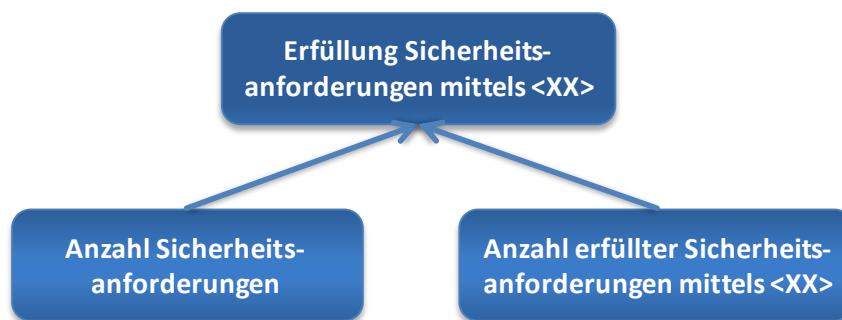 Erfüllung Sicherheits-
anforderungen mittels <XX>
Anzahl Sicherheits-
anforderungen
Anzahl erfüllter Sicherheits-
anforderungen mittels <XX>